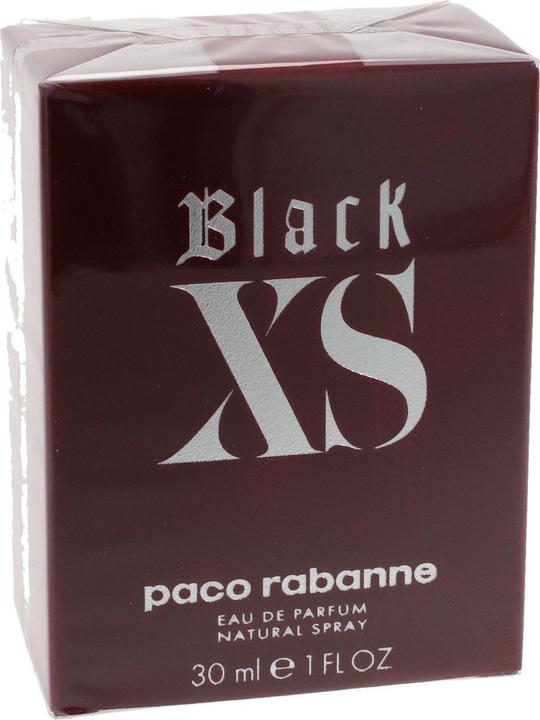 Black
XS
paco rabanne
EAU DE PARFUM
NATURAL SPRAY
30 ml ℮ 1 FL OZ